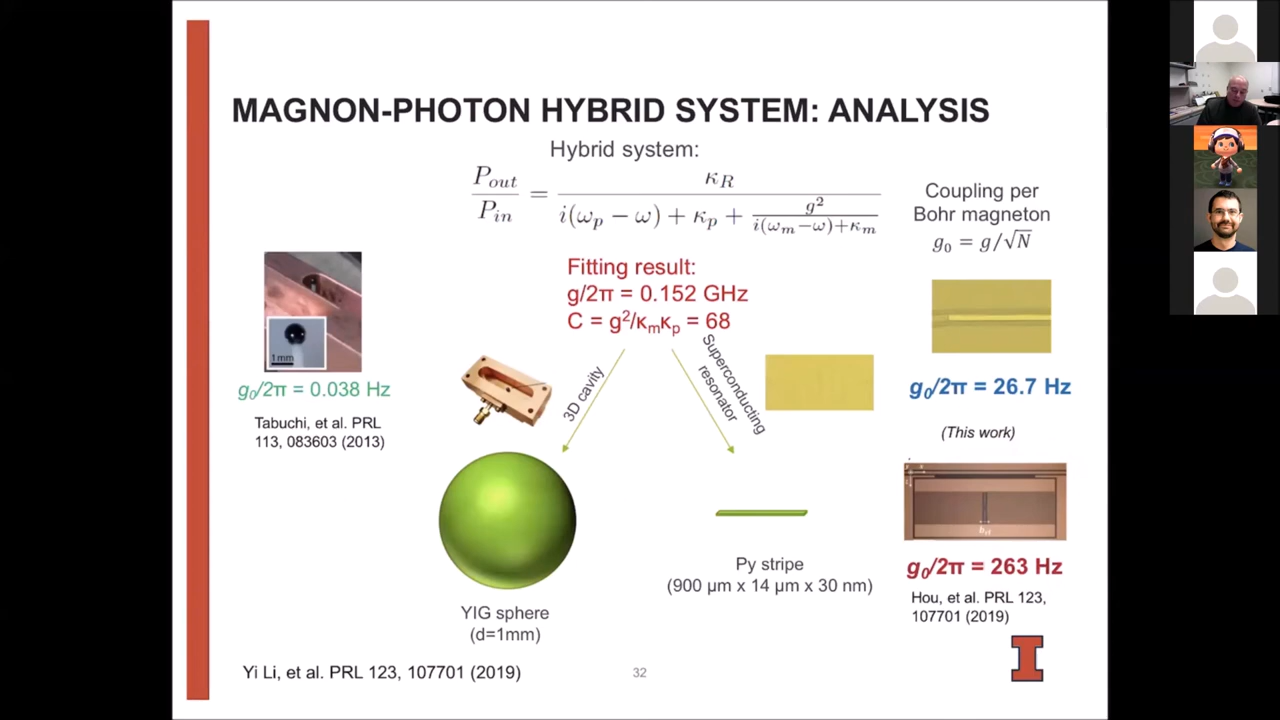 MAGNON-PHOTON HYBRID SYSTEM: ANALYSIS
Hybrid system:
P_out/P_in = κ_R / (i(ω_p − ω) + κ_p + g²/(i(ω_m−ω)+κ_m))
Coupling per
Bohr magneton
g₀ = g/√N
Fitting result:
g/2π = 0.152 GHz
C = g²/κ_mκ_p = 68
1mm
g₀/2π = 0.038 Hz
Tabuchi, et al. PRL
113, 083603 (2013)
3D cavity
Superconducting
resonator
g₀/2π = 26.7 Hz
(This work)
YIG sphere
(d=1mm)
Py stripe
(900 μm x 14 μm x 30 nm)
g₀/2π = 263 Hz
Hou, et al. PRL 123,
107701 (2019)
Yi Li, et al. PRL 123, 107701 (2019)
32
I